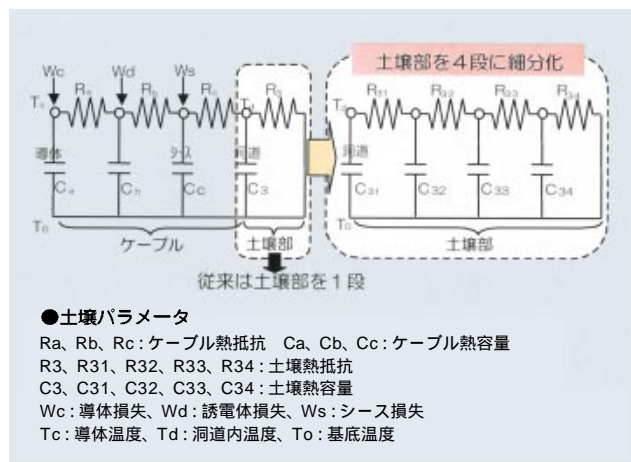 土壌部を4段に細分化
Wc Wd Ws
Ra Rb Rc Td R3 Td R31 R32 R33 R34
Tc
導体 シース 洞道 洞道
Ca Cb Cc C3 C31 C32 C33 C34
To To
ケーブル 土壌部 土壌部
従来は土壌部を1段
●土壌パラメータ
Ra、Rb、Rc：ケーブル熱抵抗　Ca、Cb、Cc：ケーブル熱容量
R3、R31、R32、R33、R34：土壌熱抵抗
C3、C31、C32、C33、C34：土壌熱容量
Wc：導体損失、Wd：誘電体損失、Ws：シース損失
Tc：導体温度、Td：洞道内温度、To：基底温度